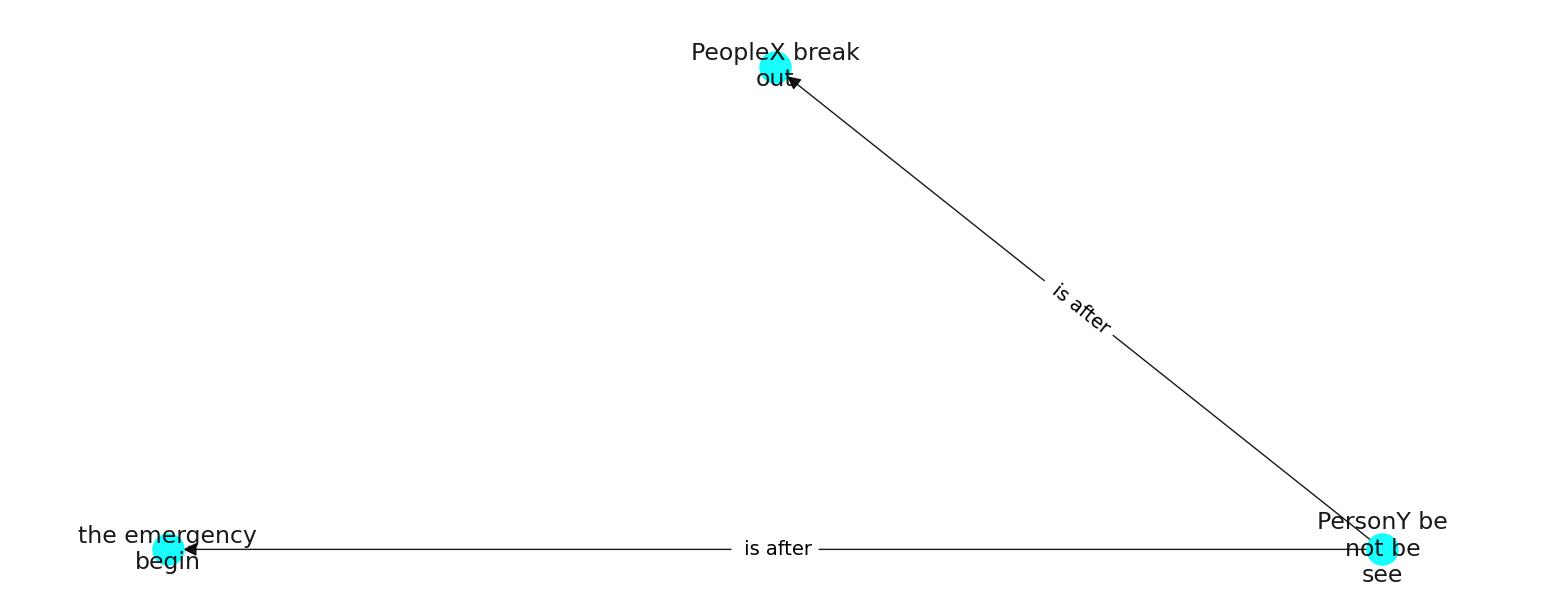 PeopleX break
out
is after
the emergency
begin
is after
PersonY be
not be
see